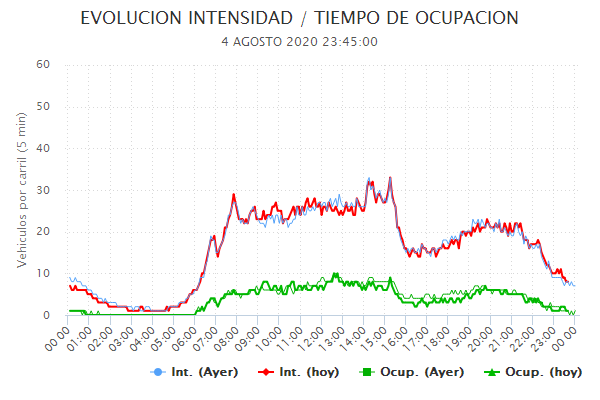 EVOLUCION INTENSIDAD / TIEMPO DE OCUPACION
4 AGOSTO 2020 23:45:00
Vehículos por carril (5 min)
60
50
40
30
20
10
0
00:00 01:00 02:00 03:00 04:00 05:00 06:00 07:00 08:00 09:00 10:00 11:00 12:00 13:00 14:00 15:00 16:00 17:00 18:00 19:00 20:00 21:00 22:00 23:00 00:00
Int. (Ayer) Int. (hoy) Ocup. (Ayer) Ocup. (hoy)